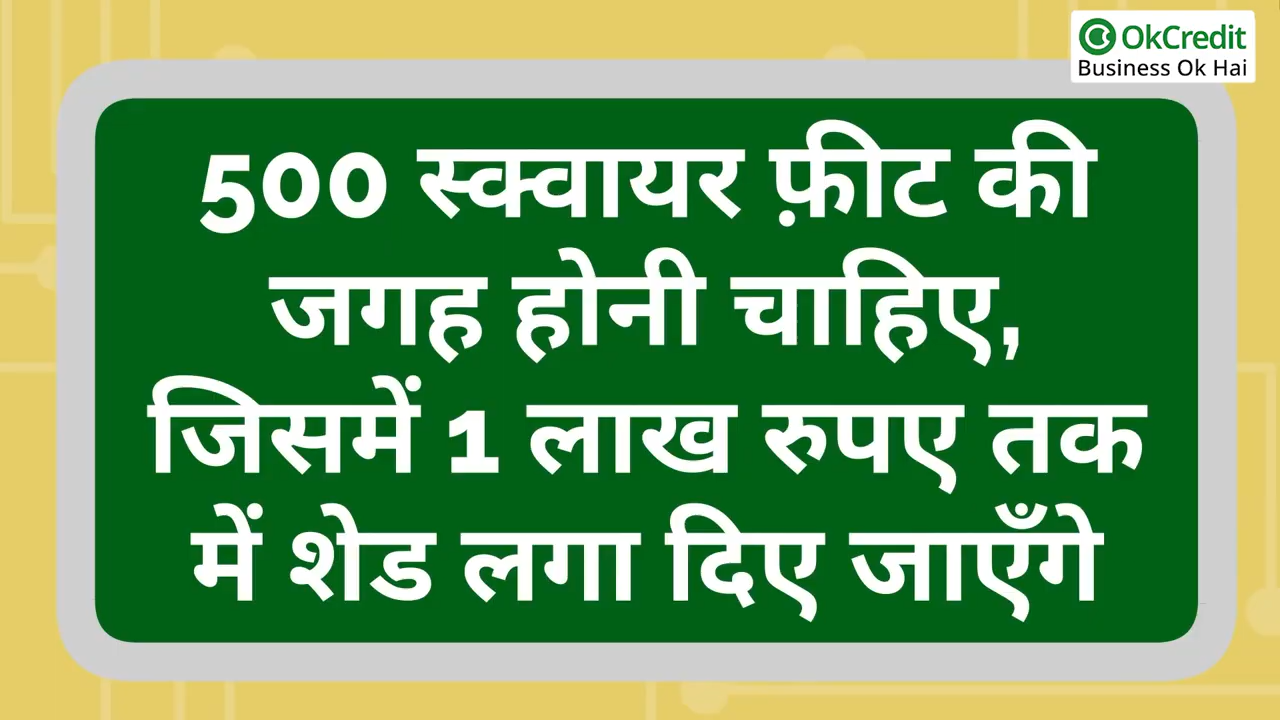 OkCredit
Business Ok Hai
500 स्क्वायर फ़ीट की
जगह होनी चाहिए,
जिसमें 1 लाख रुपए तक
में शेड लगा दिए जाएँगे